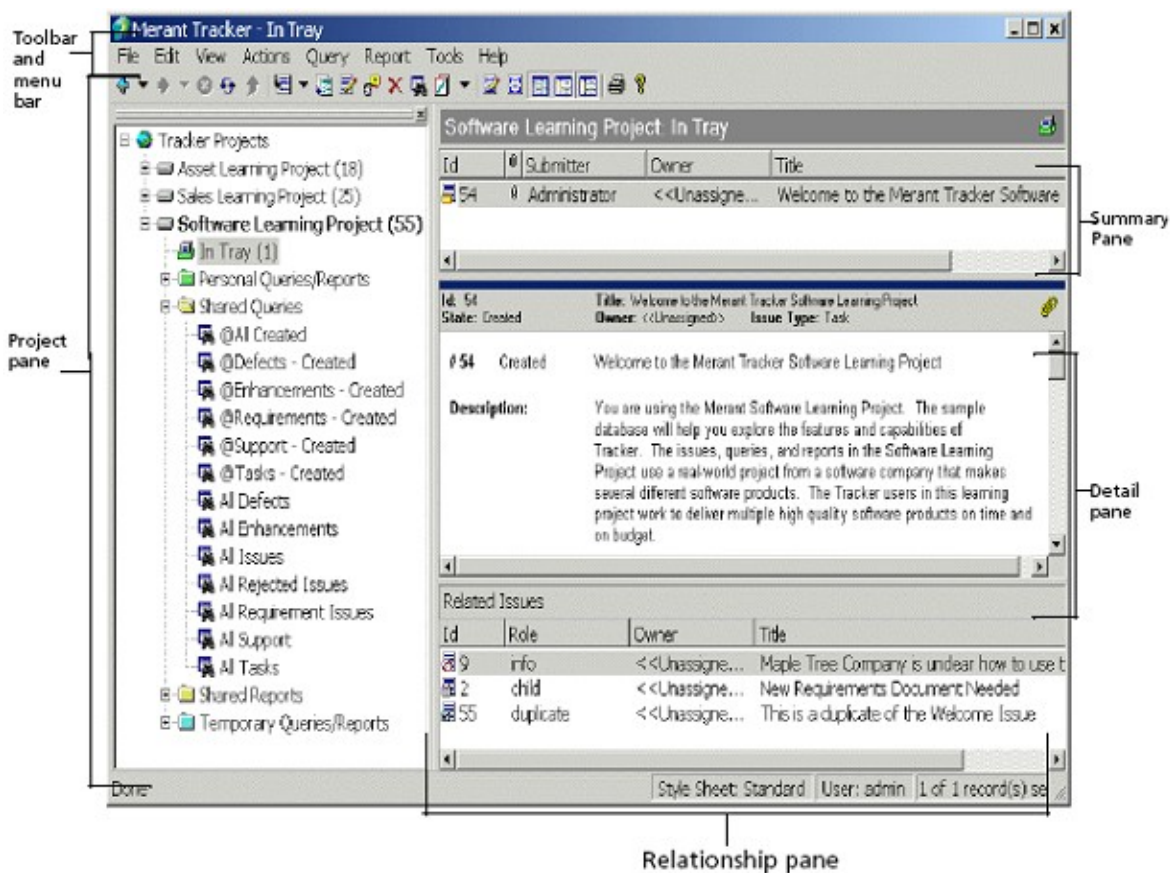 Toolbar
and
menu
bar
Merant Tracker - In Tray
File Edit View Actions Query Report Tools Help
Project
pane
Tracker Projects
Asset Learning Project (18)
Sales Learning Project (25)
Software Learning Project (55)
In Tray (1)
Personal Queries/Reports
Shared Queries
@All Created
@Defects - Created
@Enhancements - Created
@Requirements - Created
@Support - Created
@Tasks - Created
All Defects
All Enhancements
All Issues
All Rejected Issues
All Requirement Issues
All Support
All Tasks
Shared Reports
Temporary Queries/Reports
Software Learning Project: In Tray
Id Submitter Owner Title
54 Administrator <<Unassigne... Welcome to the Merant Tracker Software
Summary
Pane
Id: 54 Title: Welcome to the Merant Tracker Software Learning Project
State: Created Owner: <<Unassigned>> Issue Type: Task
# 54 Created Welcome to the Merant Tracker Software Learning Project
Description: You are using the Merant Software Learning Project. The sample
database will help you explore the features and capabilities of
Tracker. The issues, queries, and reports in the Software Learning
Project use a real-world project from a software company that makes
several different software products. The Tracker users in this learning
project work to deliver multiple high quality software products on time and
on budget.
Detail
pane
Related Issues
Id Role Owner Title
9 info <<Unassigne... Maple Tree Company is unclear how to use t
2 child <<Unassigne... New Requirements Document Needed
55 duplicate <<Unassigne... This is a duplicate of the Welcome Issue
Done
Style Sheet: Standard User: admin 1 of 1 record(s) se
Relationship pane